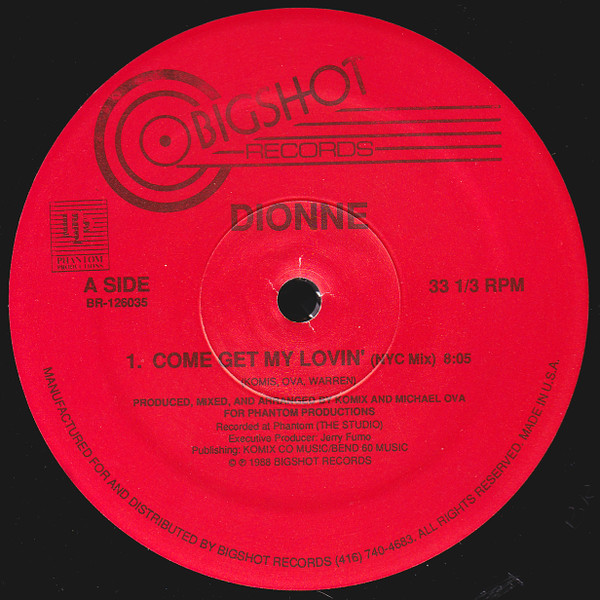 BIGSHOT
RECORDS
DIONNE
PHANTOM
PRODUCTIONS
A SIDE
BR-126035
33 1/3 RPM
1. COME GET MY LOVIN' (NYC Mix) 8:05
(KOMIS, OVA, WARREN)
PRODUCED, MIXED, AND ARRANGED BY KOMIX AND MICHAEL OVA
FOR PHANTOM PRODUCTIONS
Recorded at Phantom (THE STUDIO)
Executive Producer: Jerry
Publishing: KOMIX CO MUSIC/BEND 60 MUSIC
© ℗ BIGSHOT RECORDS
MANUFACTURED FOR AND DISTRIBUTED BY BIGSHOT RECORDS (416) 740-4683. ALL RIGHTS RESERVED. MADE IN U.S.A.